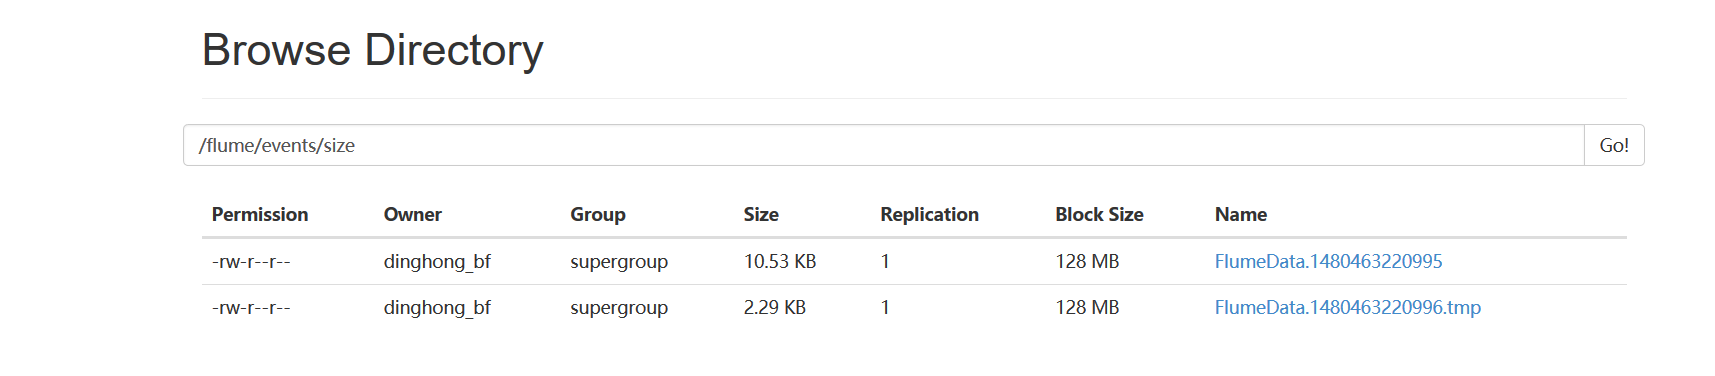 Browse Directory
/flume/events/size Go!
Permission Owner Group Size Replication Block Size Name
-rw-r--r-- dinghong_bf supergroup 10.53 KB 1 128 MB FlumeData.1480463220995
-rw-r--r-- dinghong_bf supergroup 2.29 KB 1 128 MB FlumeData.1480463220996.tmp